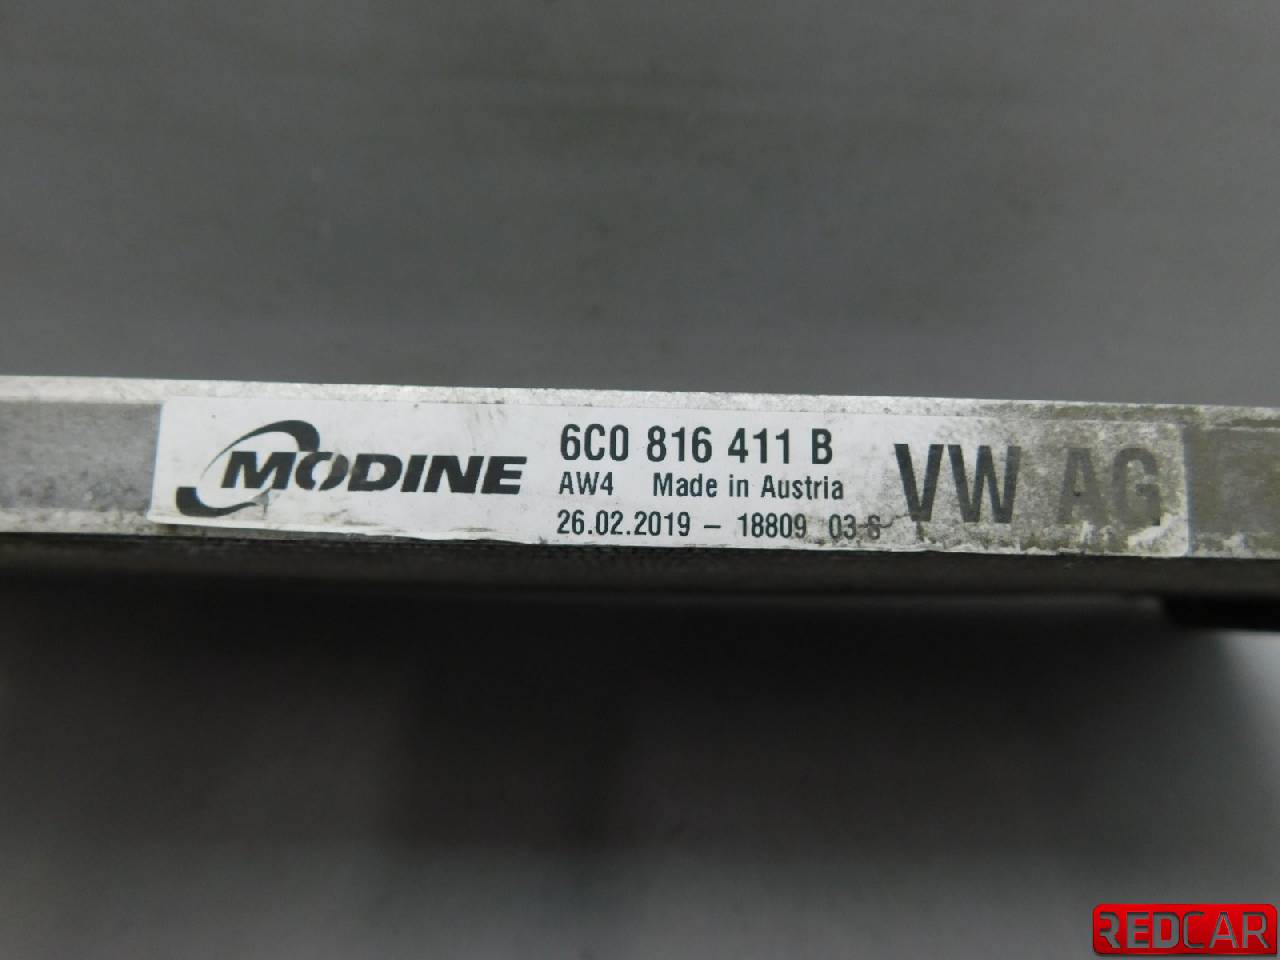 MODINE
6C0 816 411 B
AW4 Made in Austria
26.02.2019 - 18809 03 S
VW AG
REDCAR